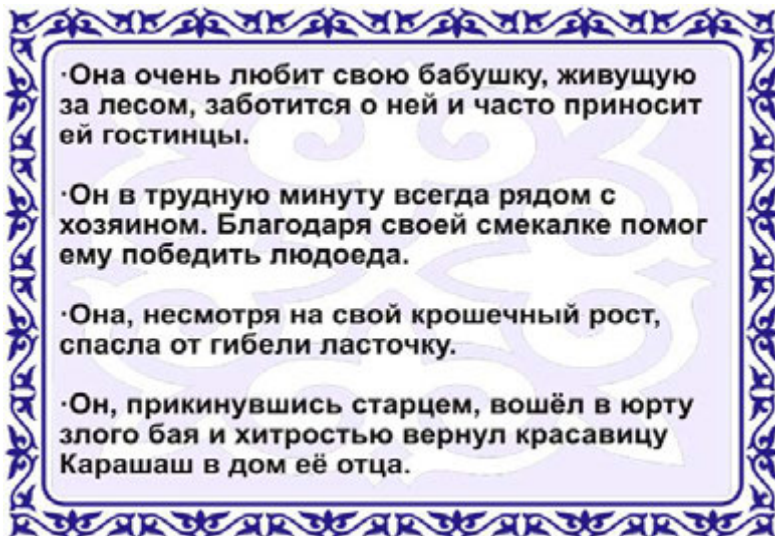 ·Она очень любит свою бабушку, живущую
за лесом, заботится о ней и часто приносит
ей гостинцы.
·Он в трудную минуту всегда рядом с
хозяином. Благодаря своей смекалке помог
ему победить людоеда.
·Она, несмотря на свой крошечный рост,
спасла от гибели ласточку.
·Он, прикинувшись старцем, вошёл в юрту
злого бая и хитростью вернул красавицу
Карашаш в дом её отца.